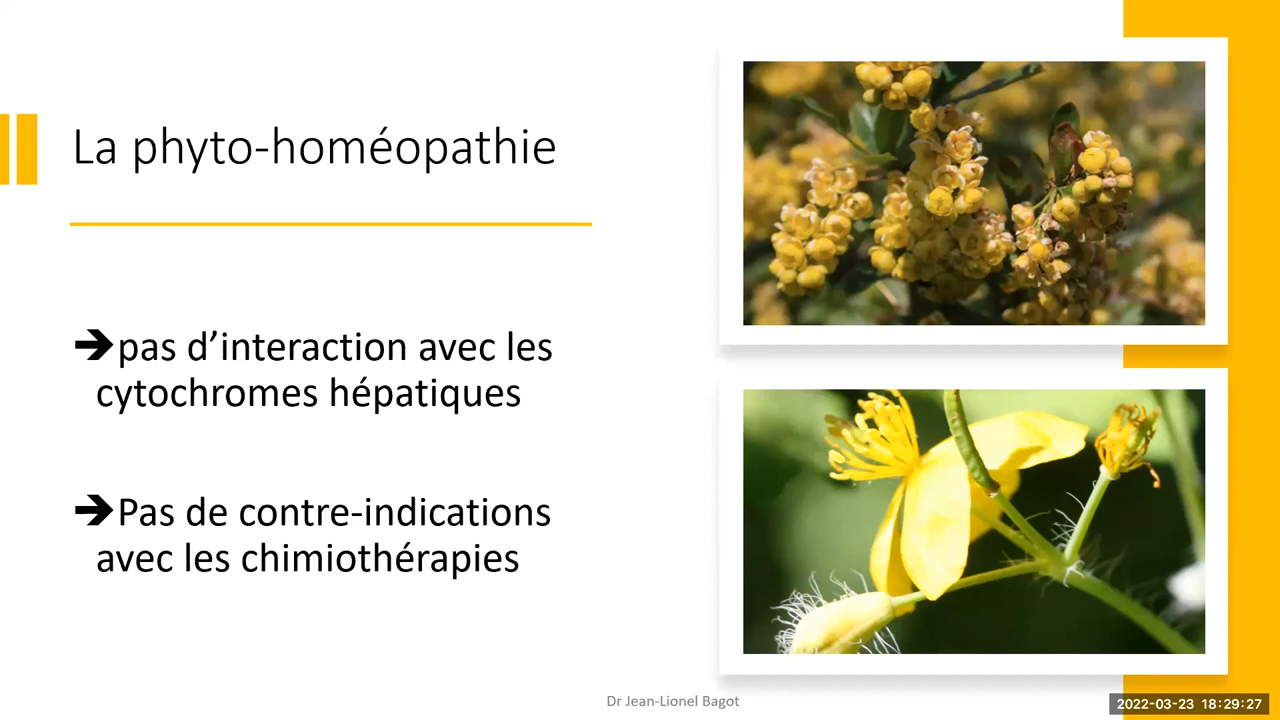 La phyto-homéopathie
➔pas d’interaction avec les
cytochromes hépatiques
➔Pas de contre-indications
avec les chimiothérapies
Dr Jean-Lionel Bagot
2022-03-23 18:29:27